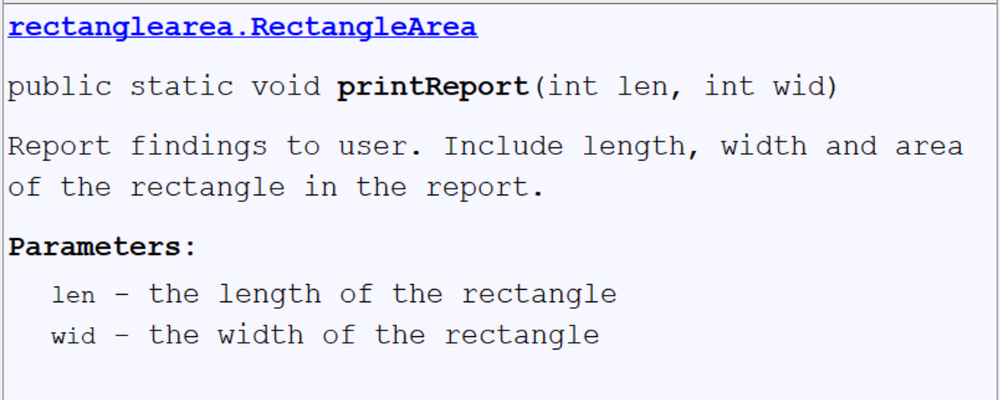 rectanglearea.RectangleArea
public static void printReport(int len, int wid)
Report findings to user. Include length, width and area
of the rectangle in the report.
Parameters:
len - the length of the rectangle
wid - the width of the rectangle